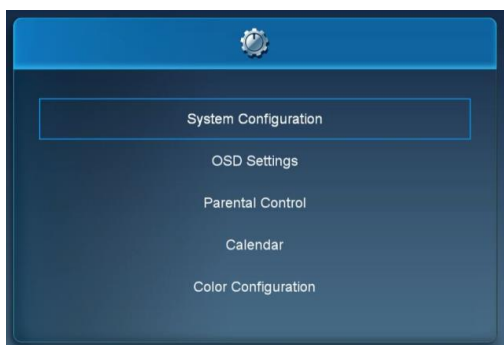 System Configuration
OSD Settings
Parental Control
Calendar
Color Configuration